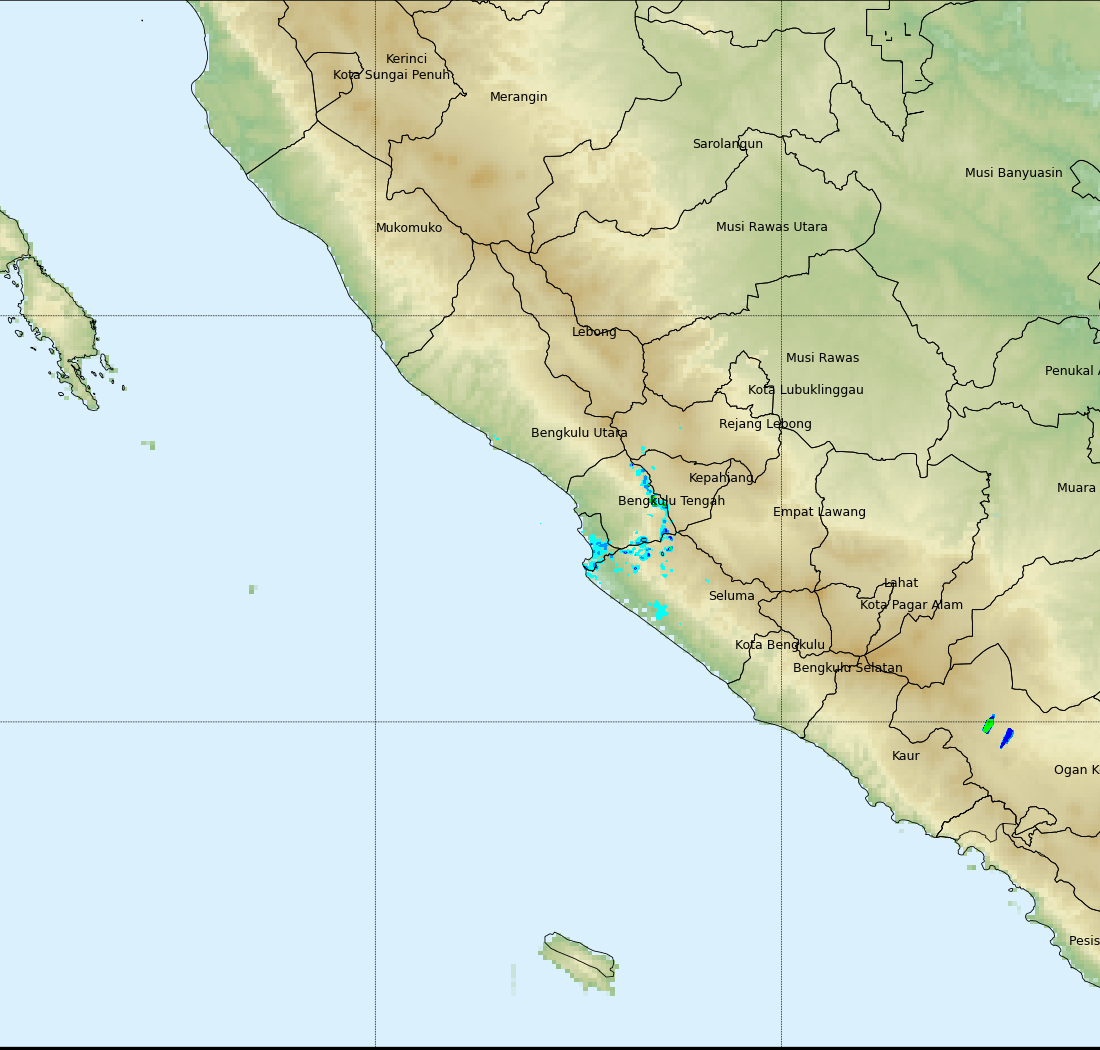 Kerinci
Kota Sungai Penuh
Merangin
Sarolangun
Musi Banyuasin
Mukomuko
Musi Rawas Utara
Lebong
Musi Rawas
Penukal A
Kota Lubuklinggau
Rejang Lebong
Bengkulu Utara
Kepahiang
Muara
Bengkulu Tengah
Empat Lawang
Lahat
Seluma
Kota Pagar Alam
Kota Bengkulu
Bengkulu Selatan
Kaur
Ogan K
Pesis